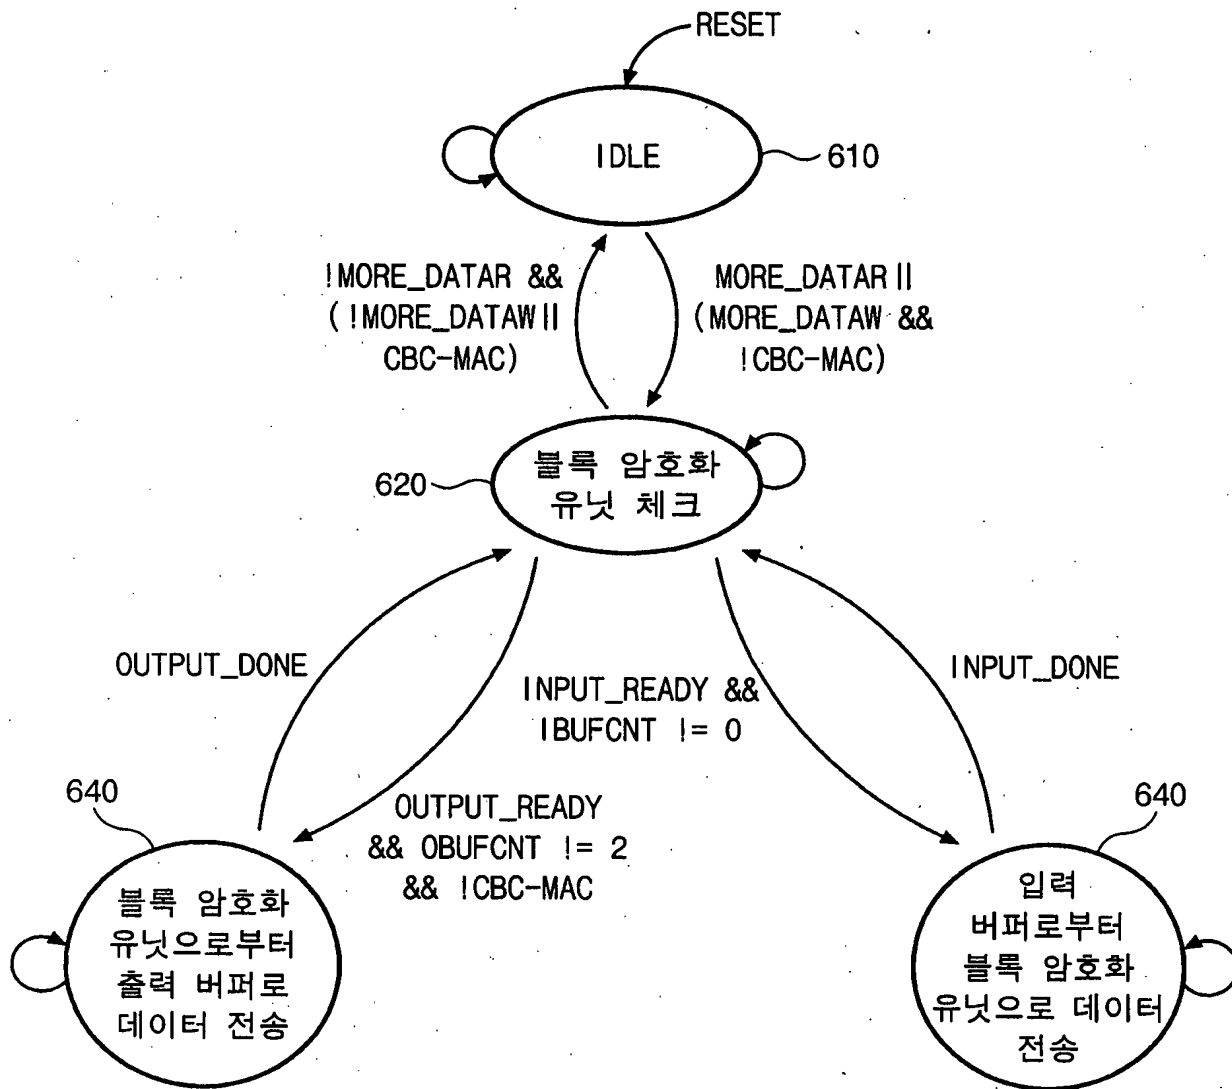 RESET
IDLE
610
!MORE_DATAR &&
(!MORE_DATAW ||
CBC-MAC)
MORE_DATAR ||
(MORE_DATAW &&
!CBC-MAC)
620
블록 암호화
유닛 체크
OUTPUT_DONE
INPUT_READY &&
IBUFCNT != 0
INPUT_DONE
OUTPUT_READY
&& OBUFCNT != 2
&& !CBC-MAC
640
블록 암호화
유닛으로부터
출력 버퍼로
데이터 전송
640
입력
버퍼로부터
블록 암호화
유닛으로 데이터
전송